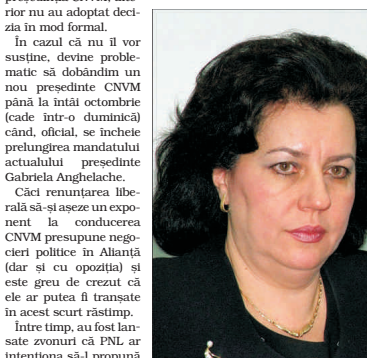 rior nu au adoptat deci-
zia în mod formal.
În cazul că nu îl vor
susține, devine proble-
matic să dobândim un
nou președinte CNVM
până la întâi octombrie
(cade într-o duminică)
când, oficial, se încheie
prelungirea mandatului
actualului președinte
Gabriela Anghelache.
Căci renunțarea libe-
rală să-și așeze un expo-
nent la conducerea
CNVM presupune nego-
cieri politice în Alianță
(dar și cu opoziția) și
este greu de crezut că
ele ar putea fi tranșate
în acest scurt răstimp.
Între timp, au fost lan-
sate zvonuri că PNL ar
intenționa să-l propună